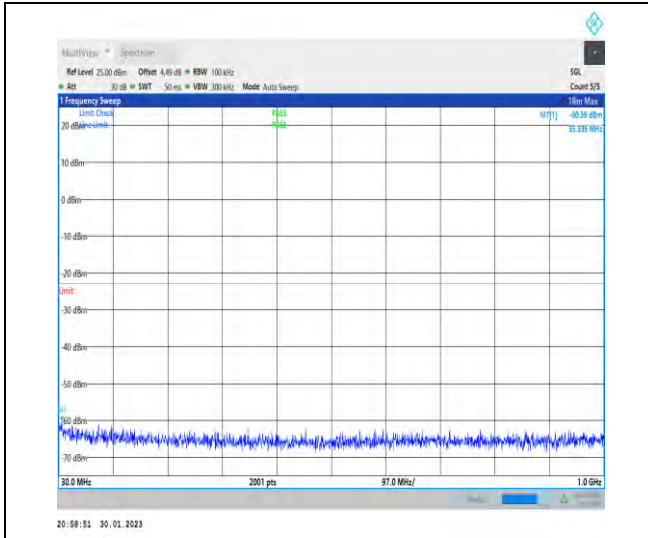 MultiView Spectrum
Ref Level 25.00 dBm Offset 4.49 dB RBW 100 kHz SGL
Att 30 dB SWT 50 ms VBW 300 kHz Mode Auto Sweep Count 5/5
1 Frequency Sweep 1Rm Max
Limit Check PASS M1[1] -60.39 dBm
20 dBm Line Limit PASS 33.335 MHz
10 dBm
0 dBm
-10 dBm
-20 dBm
Limit
-30 dBm
-40 dBm
-50 dBm
M1
-60 dBm
-70 dBm
30.0 MHz 2001 pts 97.0 MHz/ 1.0 GHz
20:58:51 30.01.2023